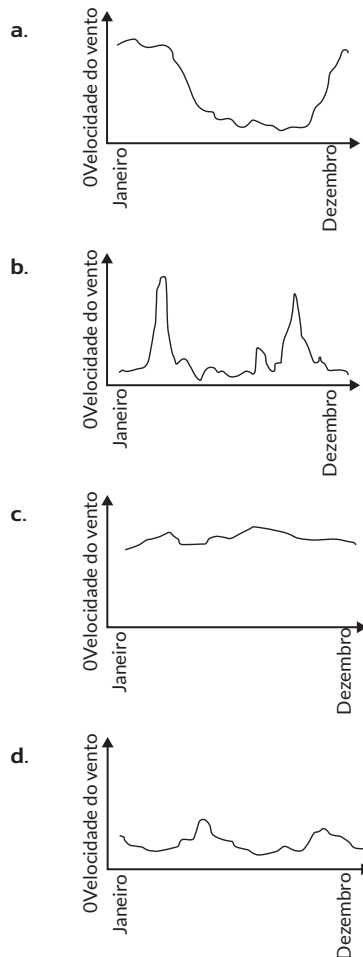 a.
0Velocidade do vento
Janeiro
Dezembro
b.
0Velocidade do vento
Janeiro
Dezembro
c.
0Velocidade do vento
Janeiro
Dezembro
d.
0Velocidade do vento
Janeiro
Dezembro